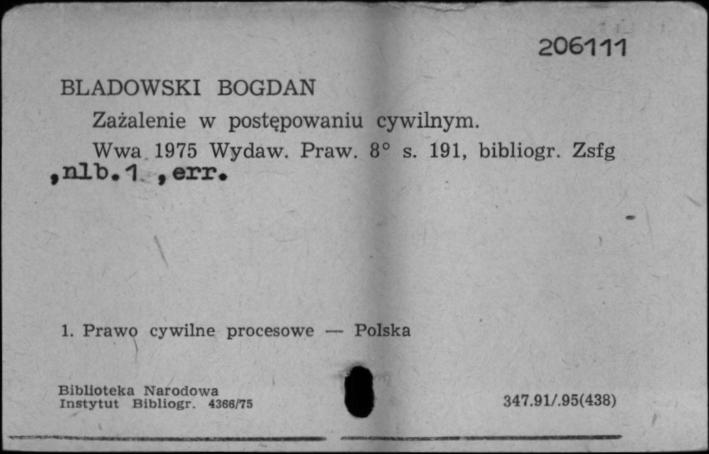 206111
BLADOWSKI BOGDAN
Zażalenie w postępowaniu cywilnym.
Wwa 1975 Wydaw. Praw. 8° s. 191, bibliogr. Zsfg
,nlb.1 ,err.
1. Prawo cywilne procesowe — Polska
Biblioteka Narodowa
Instytut Bibliogr. 4366/75
347.91/.95(438)